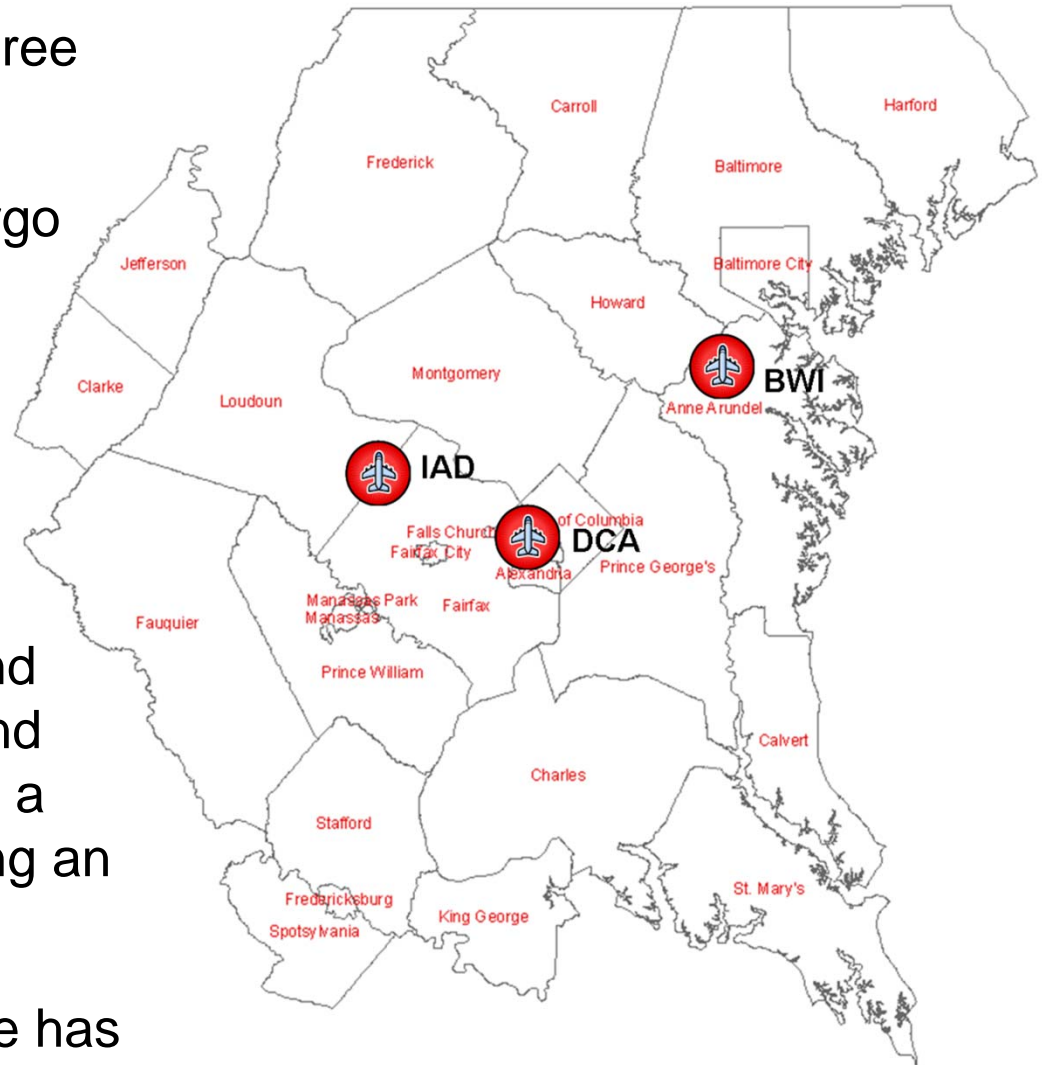 ree
rgo
nd
nd
a
ng an
e has
Carroll
Harford
Frederick
Baltimore
Jefferson
Baltimore City
Howard
Montgomery
BWI
Clarke
Loudoun
Anne Arundel
IAD
of Columbia
Falls Church
DCA
Fairfax City
Prince George's
Alexandria
Manassas Park
Fairfax
Manassas
Fauquier
Prince William
Calvert
Charles
Stafford
St. Mary's
Fredericksburg
King George
Spotsylvania